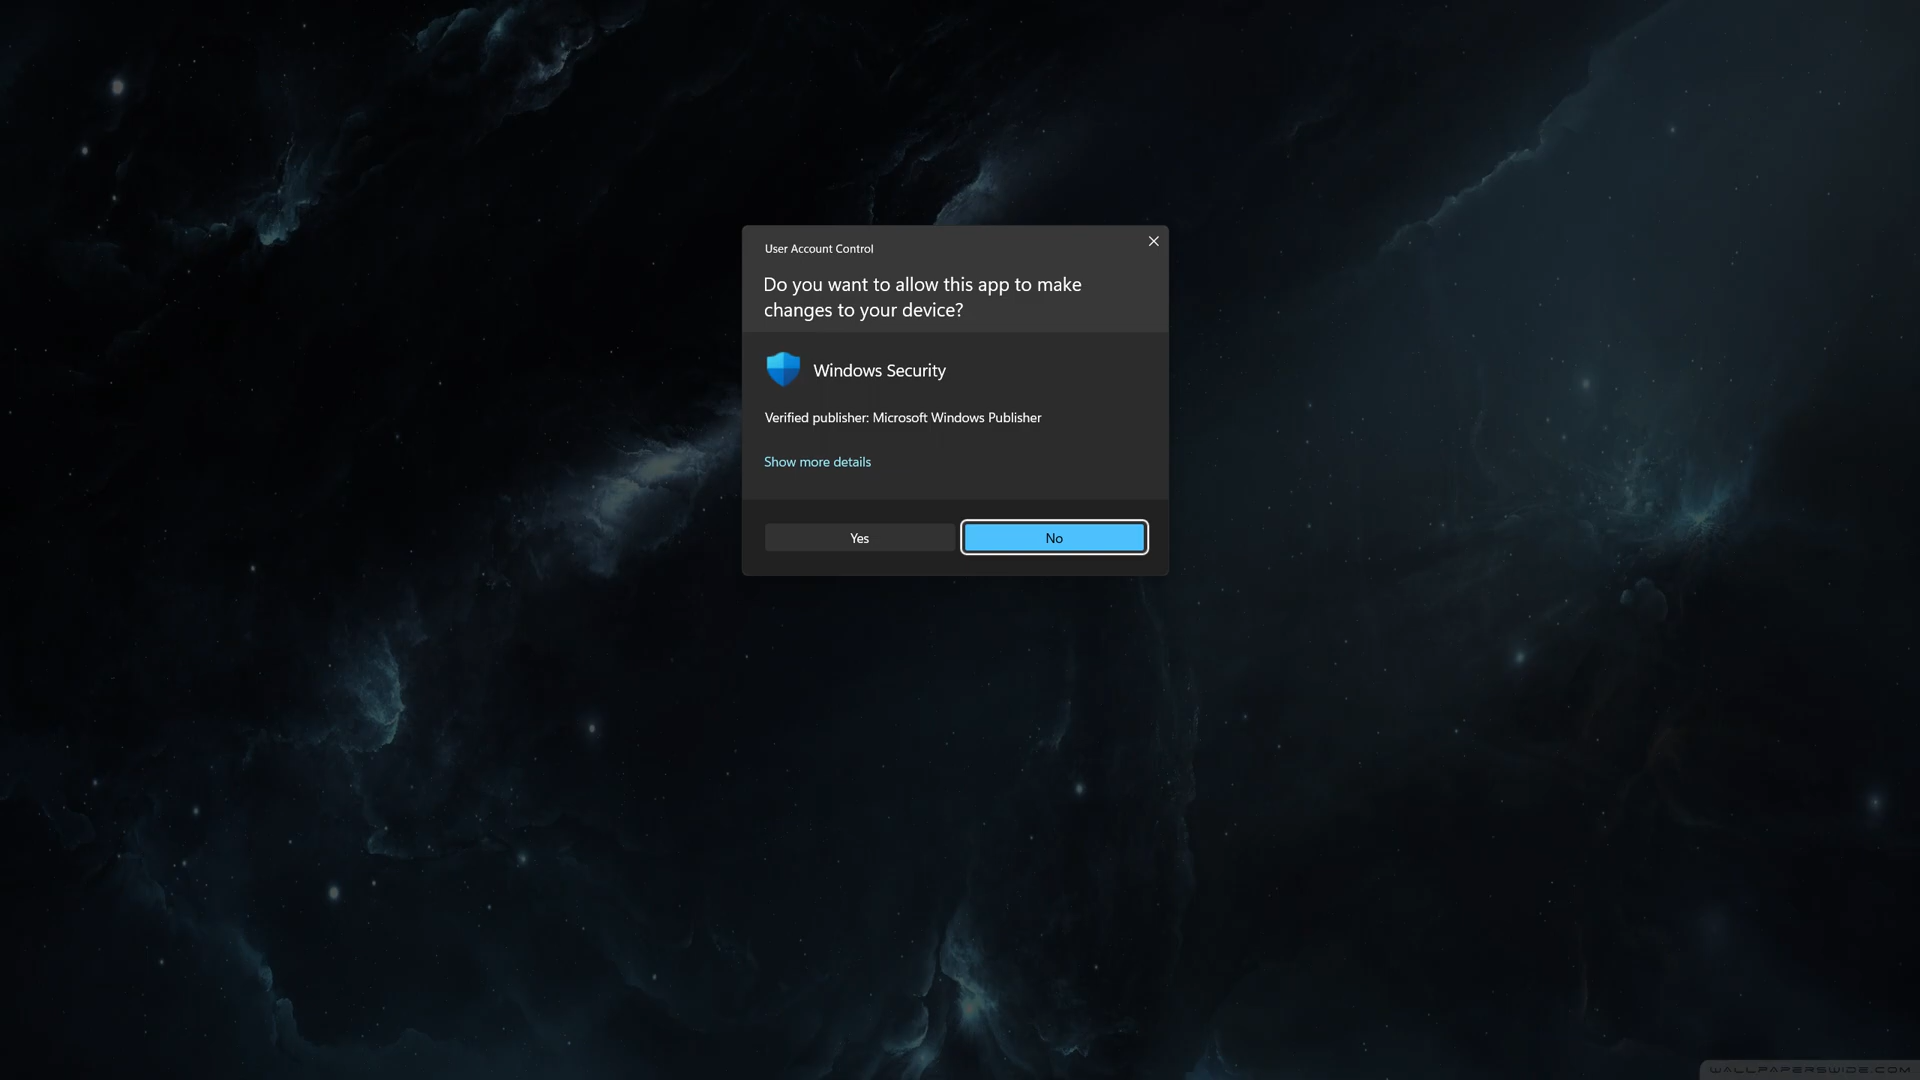 User Account Control
Do you want to allow this app to make
changes to your device?
Windows Security
Verified publisher: Microsoft Windows Publisher
Show more details
Yes
No
WALLPAPERSWIDE.COM